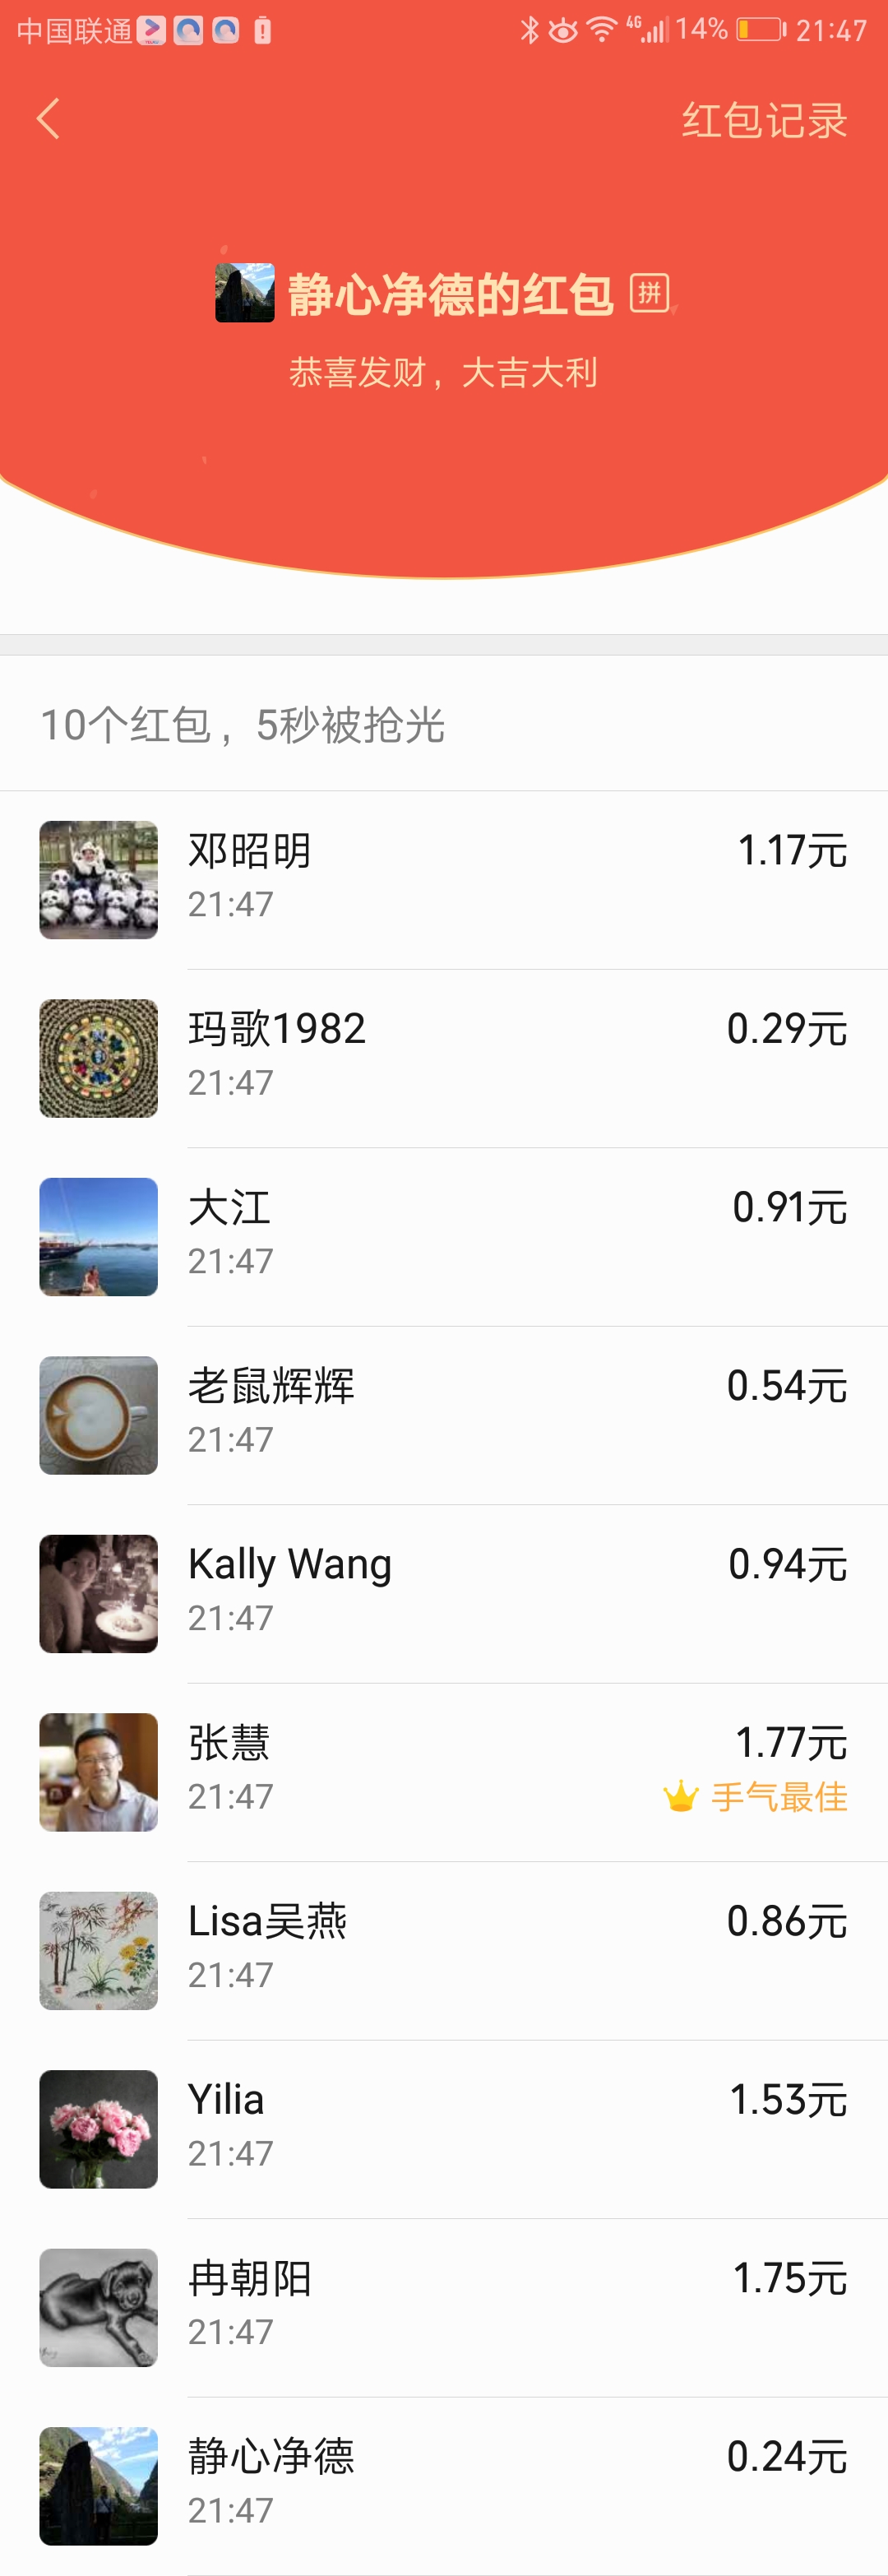 中国联通 4G 14% 21:47
红包记录
静心净德的红包 拼
恭喜发财，大吉大利
10个红包，5秒被抢光
邓昭明 1.17元
21:47
玛歌1982 0.29元
21:47
大江 0.91元
21:47
老鼠辉辉 0.54元
21:47
Kally Wang 0.94元
21:47
张慧 1.77元
21:47 手气最佳
Lisa吴燕 0.86元
21:47
Yilia 1.53元
21:47
冉朝阳 1.75元
21:47
静心净德 0.24元
21:47